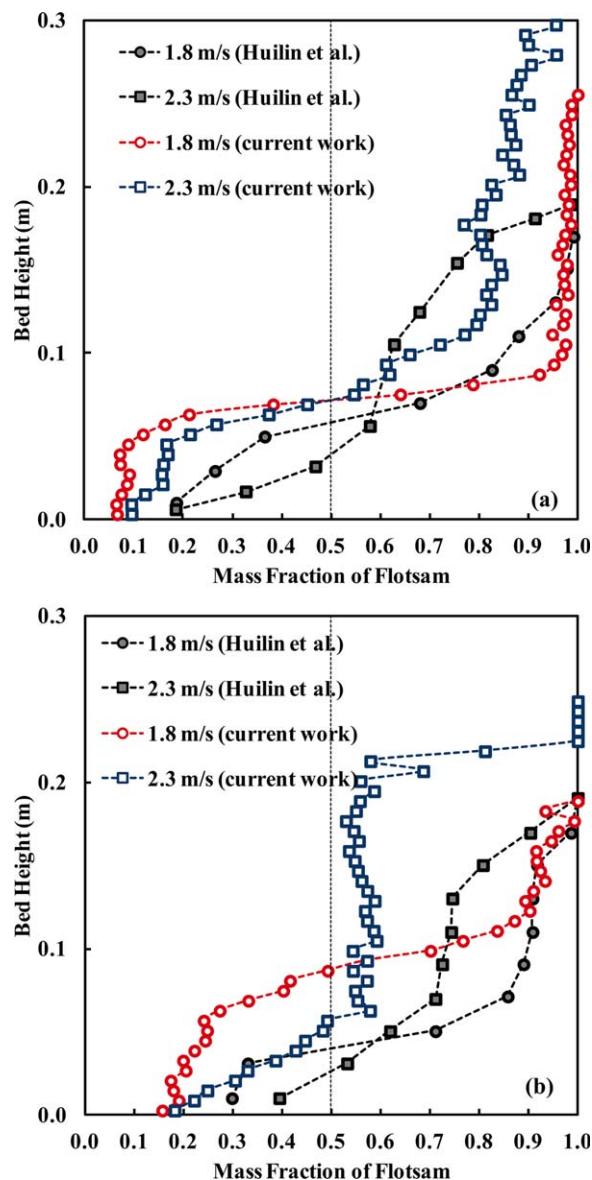 0.3
1.8 m/s (Huilin et al.)
2.3 m/s (Huilin et al.)
1.8 m/s (current work)
2.3 m/s (current work)
0.2
Bed Height (m)
0.1
(a)
0.0
0.0 0.1 0.2 0.3 0.4 0.5 0.6 0.7 0.8 0.9 1.0
Mass Fraction of Flotsam
0.3
1.8 m/s (Huilin et al.)
2.3 m/s (Huilin et al.)
1.8 m/s (current work)
2.3 m/s (current work)
0.2
Bed Height (m)
0.1
(b)
0.0
0.0 0.1 0.2 0.3 0.4 0.5 0.6 0.7 0.8 0.9 1.0
Mass Fraction of Flotsam